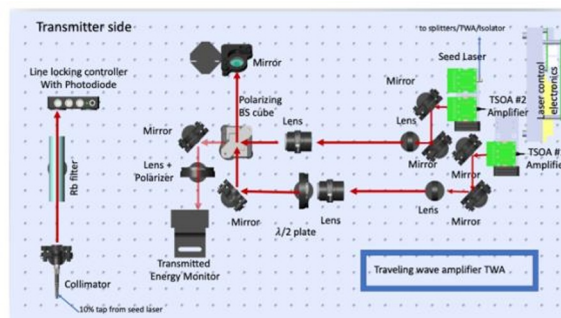 Transmitter side
to splitters/TWA/Isolator
Seed Laser
Mirror
Laser control
electronics
Line locking controller
With Photodiode
Mirror
TSOA #2
Amplifier
Polarizing
BS cube
Lens
Mirror
TSOA #
Amplifier
Lens
Mirror
Mirror
Lens +
Polarizer
Rb filter
Mirror
λ/2 plate
Lens
Lens
Mirror
Transmitted
Energy Monitor
Collimator
Traveling wave amplifier TWA
10% tap from seed laser